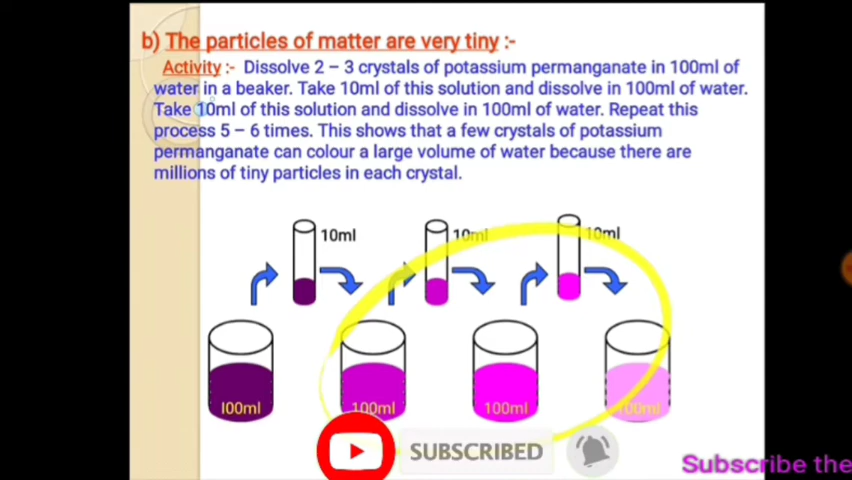 b) The particles of matter are very tiny :-
Activity :- Dissolve 2 – 3 crystals of potassium permanganate in 100ml of
water in a beaker. Take 10ml of this solution and dissolve in 100ml of water.
Take 10ml of this solution and dissolve in 100ml of water. Repeat this
process 5 – 6 times. This shows that a few crystals of potassium
permanganate can colour a large volume of water because there are
millions of tiny particles in each crystal.
10ml 10ml 10ml
I00ml 100ml 100ml 100ml
SUBSCRIBED
Subscribe the